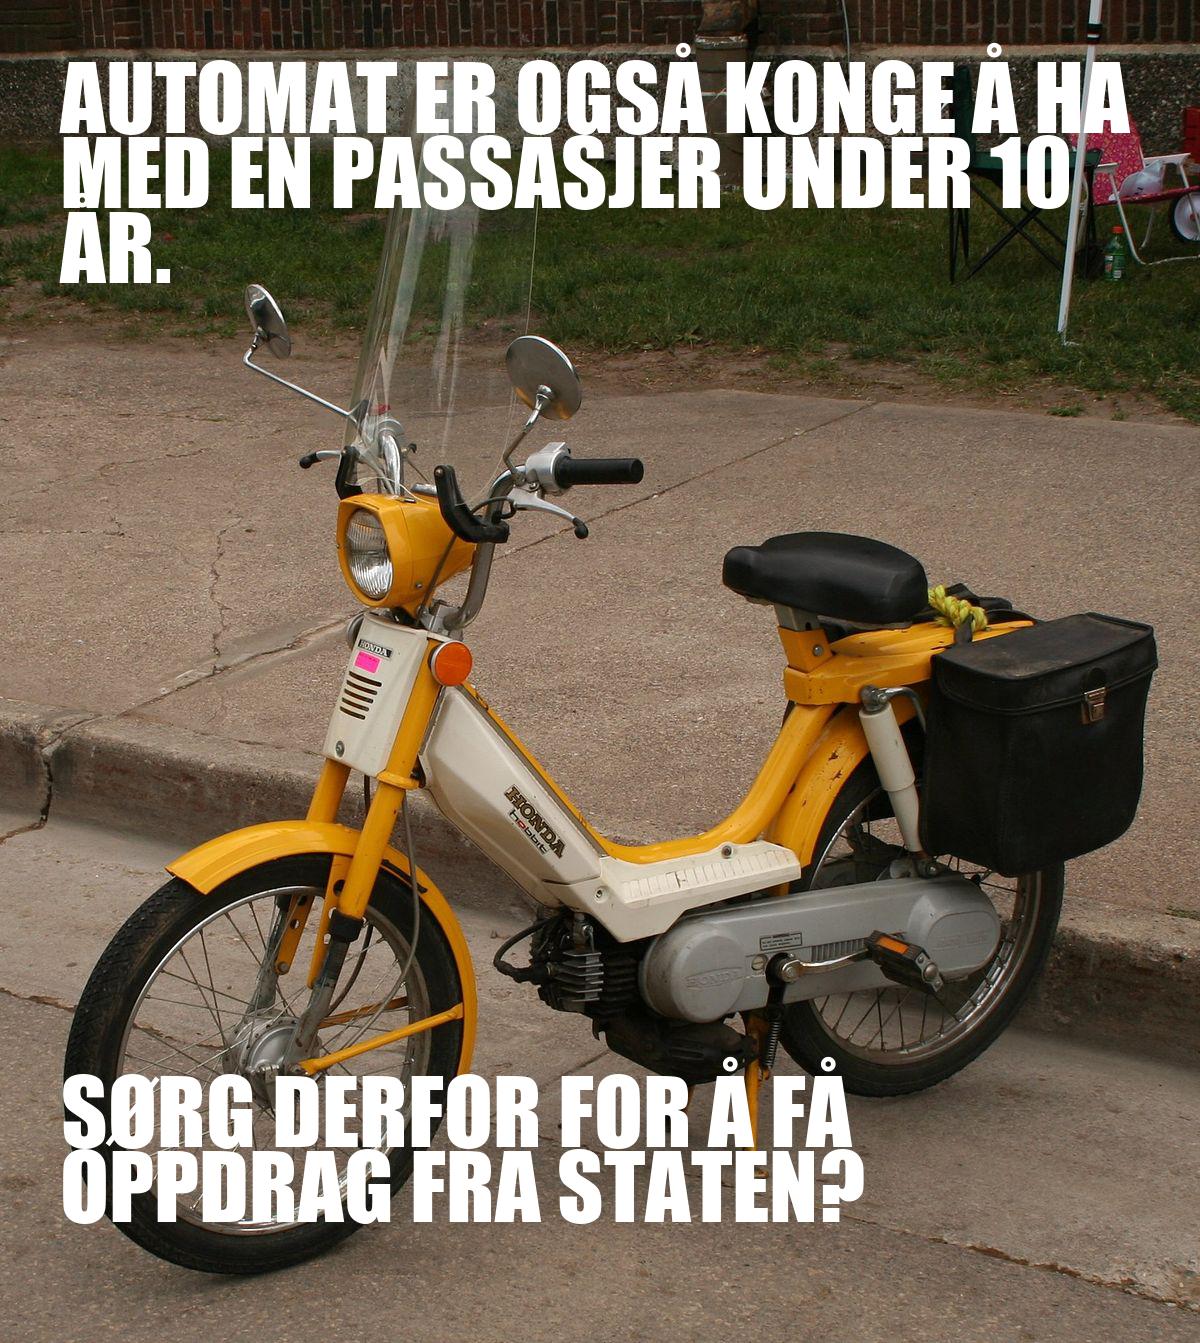 AUTOMAT ER OGSÅ KONGE Å HA
MED EN PASSASJER UNDER 10
ÅR.
HONDA
HONDA
hobbit
HONDA
SØRG DERFOR FOR Å FÅ
OPPDRAG FRA STATEN?